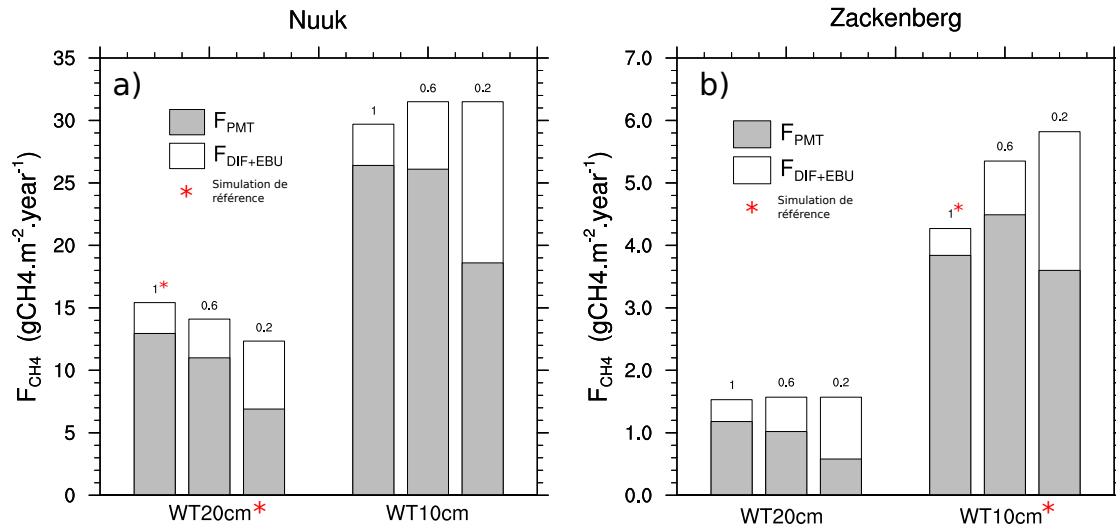 Nuuk
a)
F_PMT
F_DIF+EBU
* Simulation de
référence
F_CH4 (gCH4.m⁻².year⁻¹)
35
30
25
20
15
10
5
0
1*
0.6
0.2
1
0.6
0.2
WT20cm*
WT10cm
Zackenberg
b)
F_PMT
F_DIF+EBU
* Simulation de
référence
F_CH4 (gCH4.m⁻².year⁻¹)
7.0
6.0
5.0
4.0
3.0
2.0
1.0
0.0
1
0.6
0.2
1*
0.6
0.2
WT20cm
WT10cm*